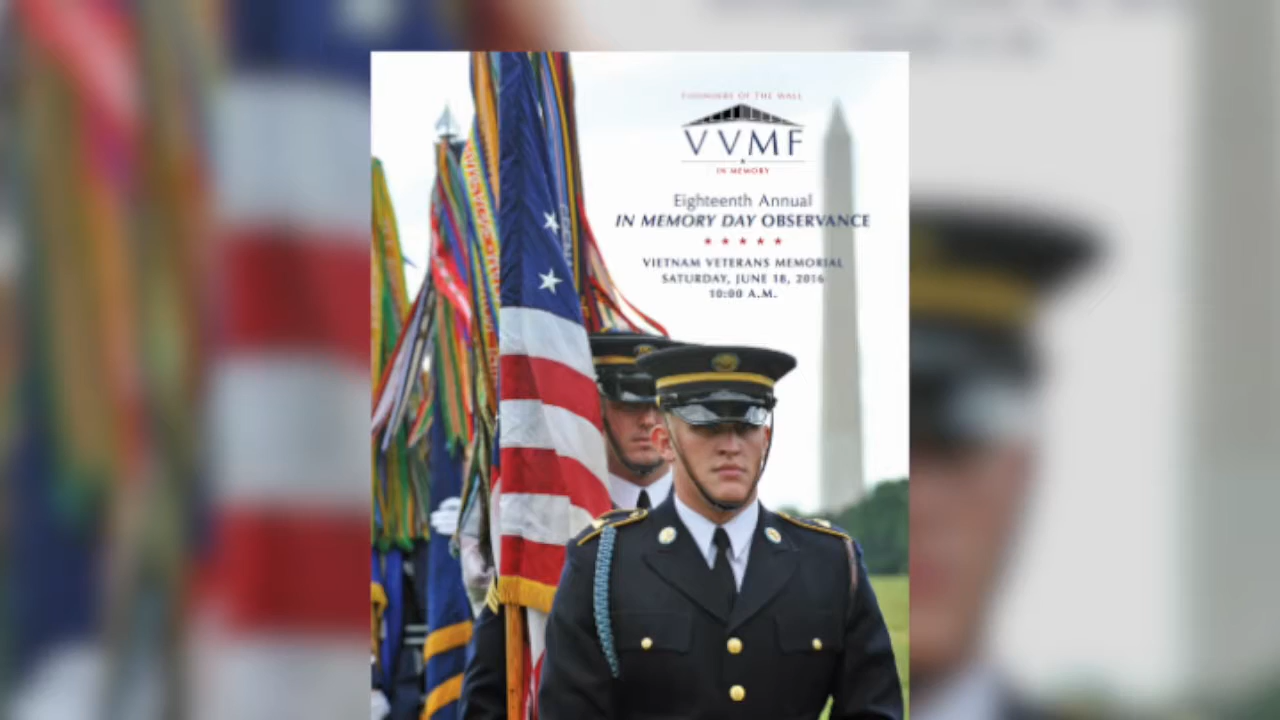 FOUNDERS OF THE WALL
VVMF
IN MEMORY
Eighteenth Annual
IN MEMORY DAY OBSERVANCE
VIETNAM VETERANS MEMORIAL
SATURDAY, JUNE 18, 2016
10:00 A.M.